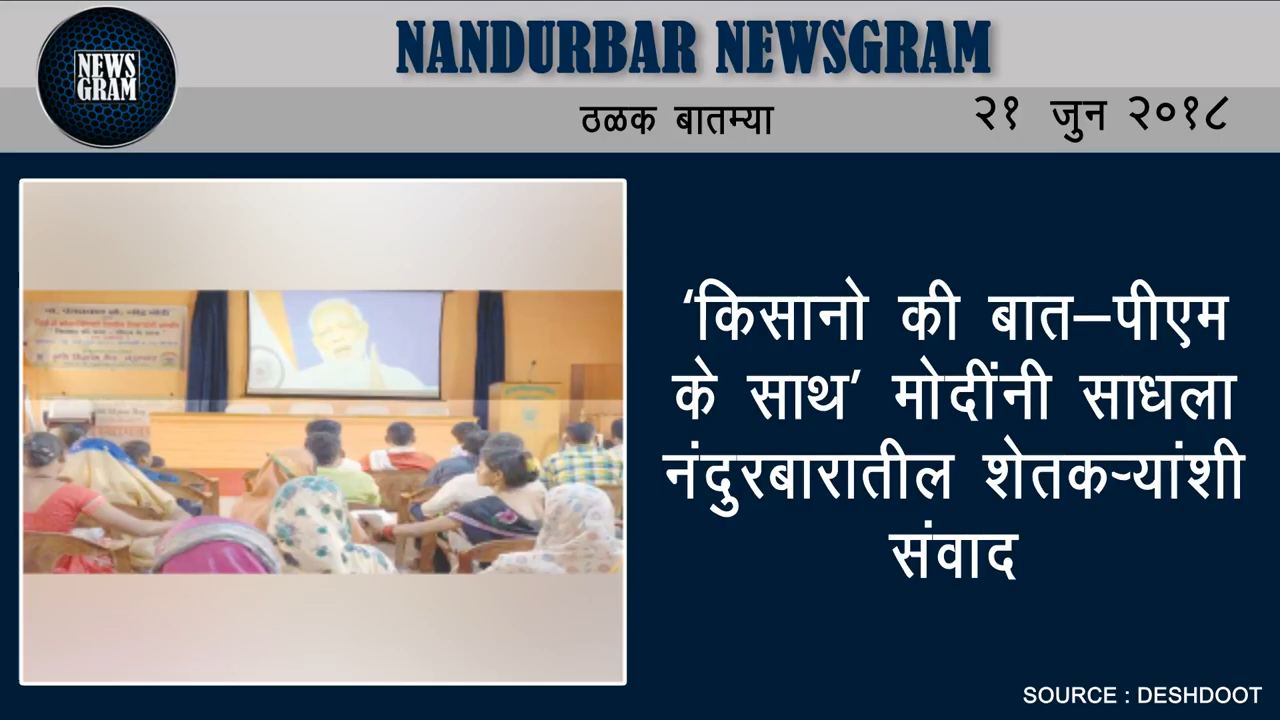 NEWS
GRAM
NANDURBAR NEWSGRAM
ठळक बातम्या
२१ जुन २०१८
‘किसानो की बात–पीएम
के साथ’ मोदींनी साधला
नंदुरबारातील शेतकऱ्यांशी
संवाद
SOURCE : DESHDOOT